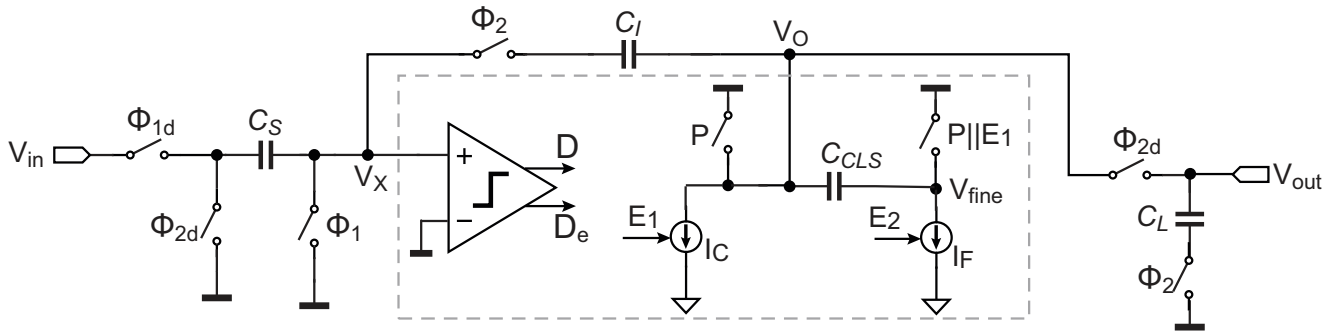 Φ2
CI
VO
Φ1d
CS
P
P||E1
Φ2d
Vin
VX
+
D
CCLS
Vfine
Vout
Φ2d
Φ1
−
De
E1
IC
E2
IF
CL
Φ2